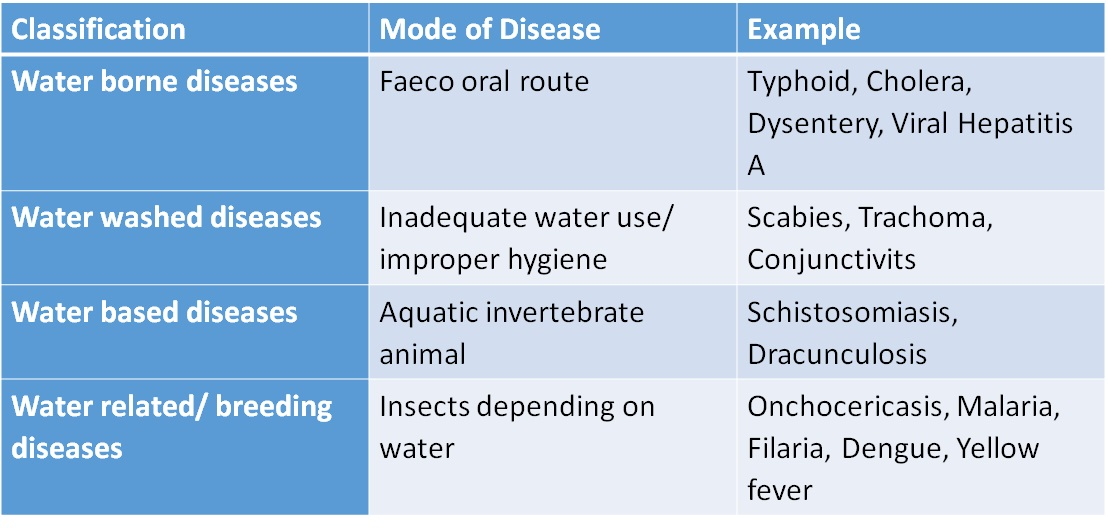 Classification
Mode of Disease
Example
Water borne diseases
Faeco oral route
Typhoid, Cholera,
Dysentery, Viral Hepatitis
A
Water washed diseases
Inadequate water use/
improper hygiene
Scabies, Trachoma,
Conjunctivits
Water based diseases
Aquatic invertebrate
animal
Schistosomiasis,
Dracunculosis
Water related/ breeding
diseases
Insects depending on
water
Onchocericasis, Malaria,
Filaria, Dengue, Yellow
fever